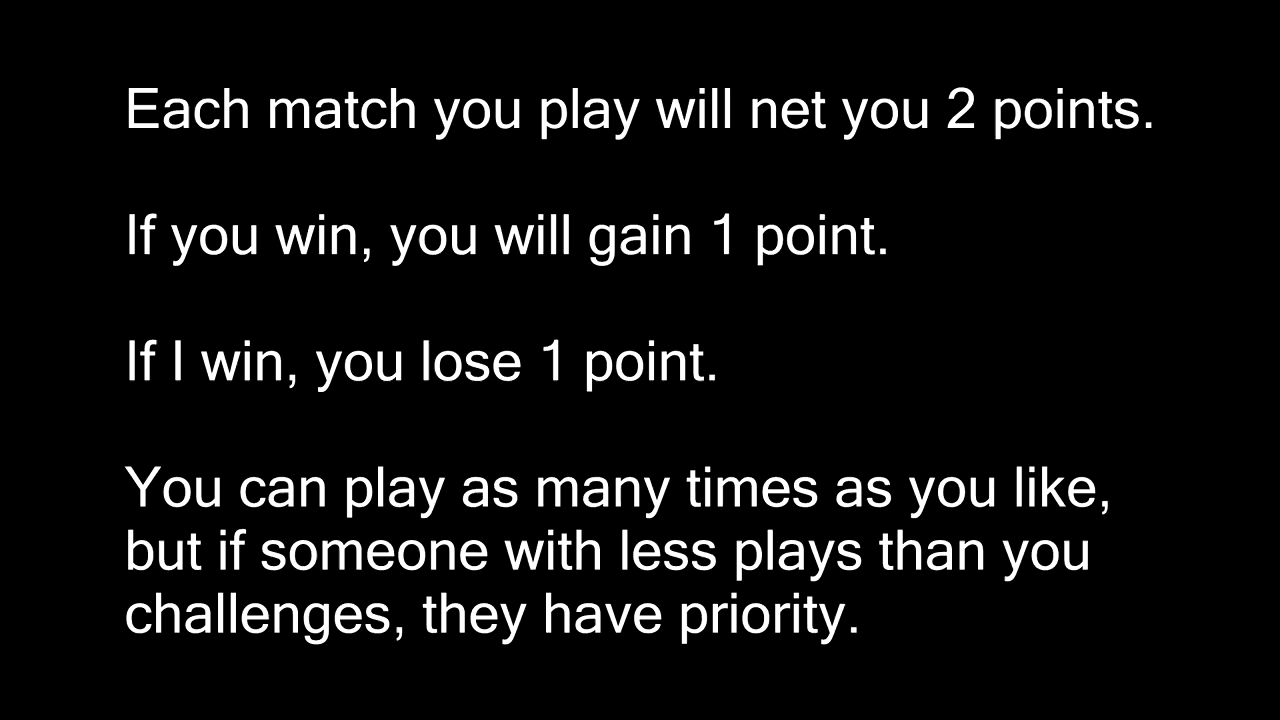 Each match you play will net you 2 points.
If you win, you will gain 1 point.
If I win, you lose 1 point.
You can play as many times as you like,
but if someone with less plays than you
challenges, they have priority.